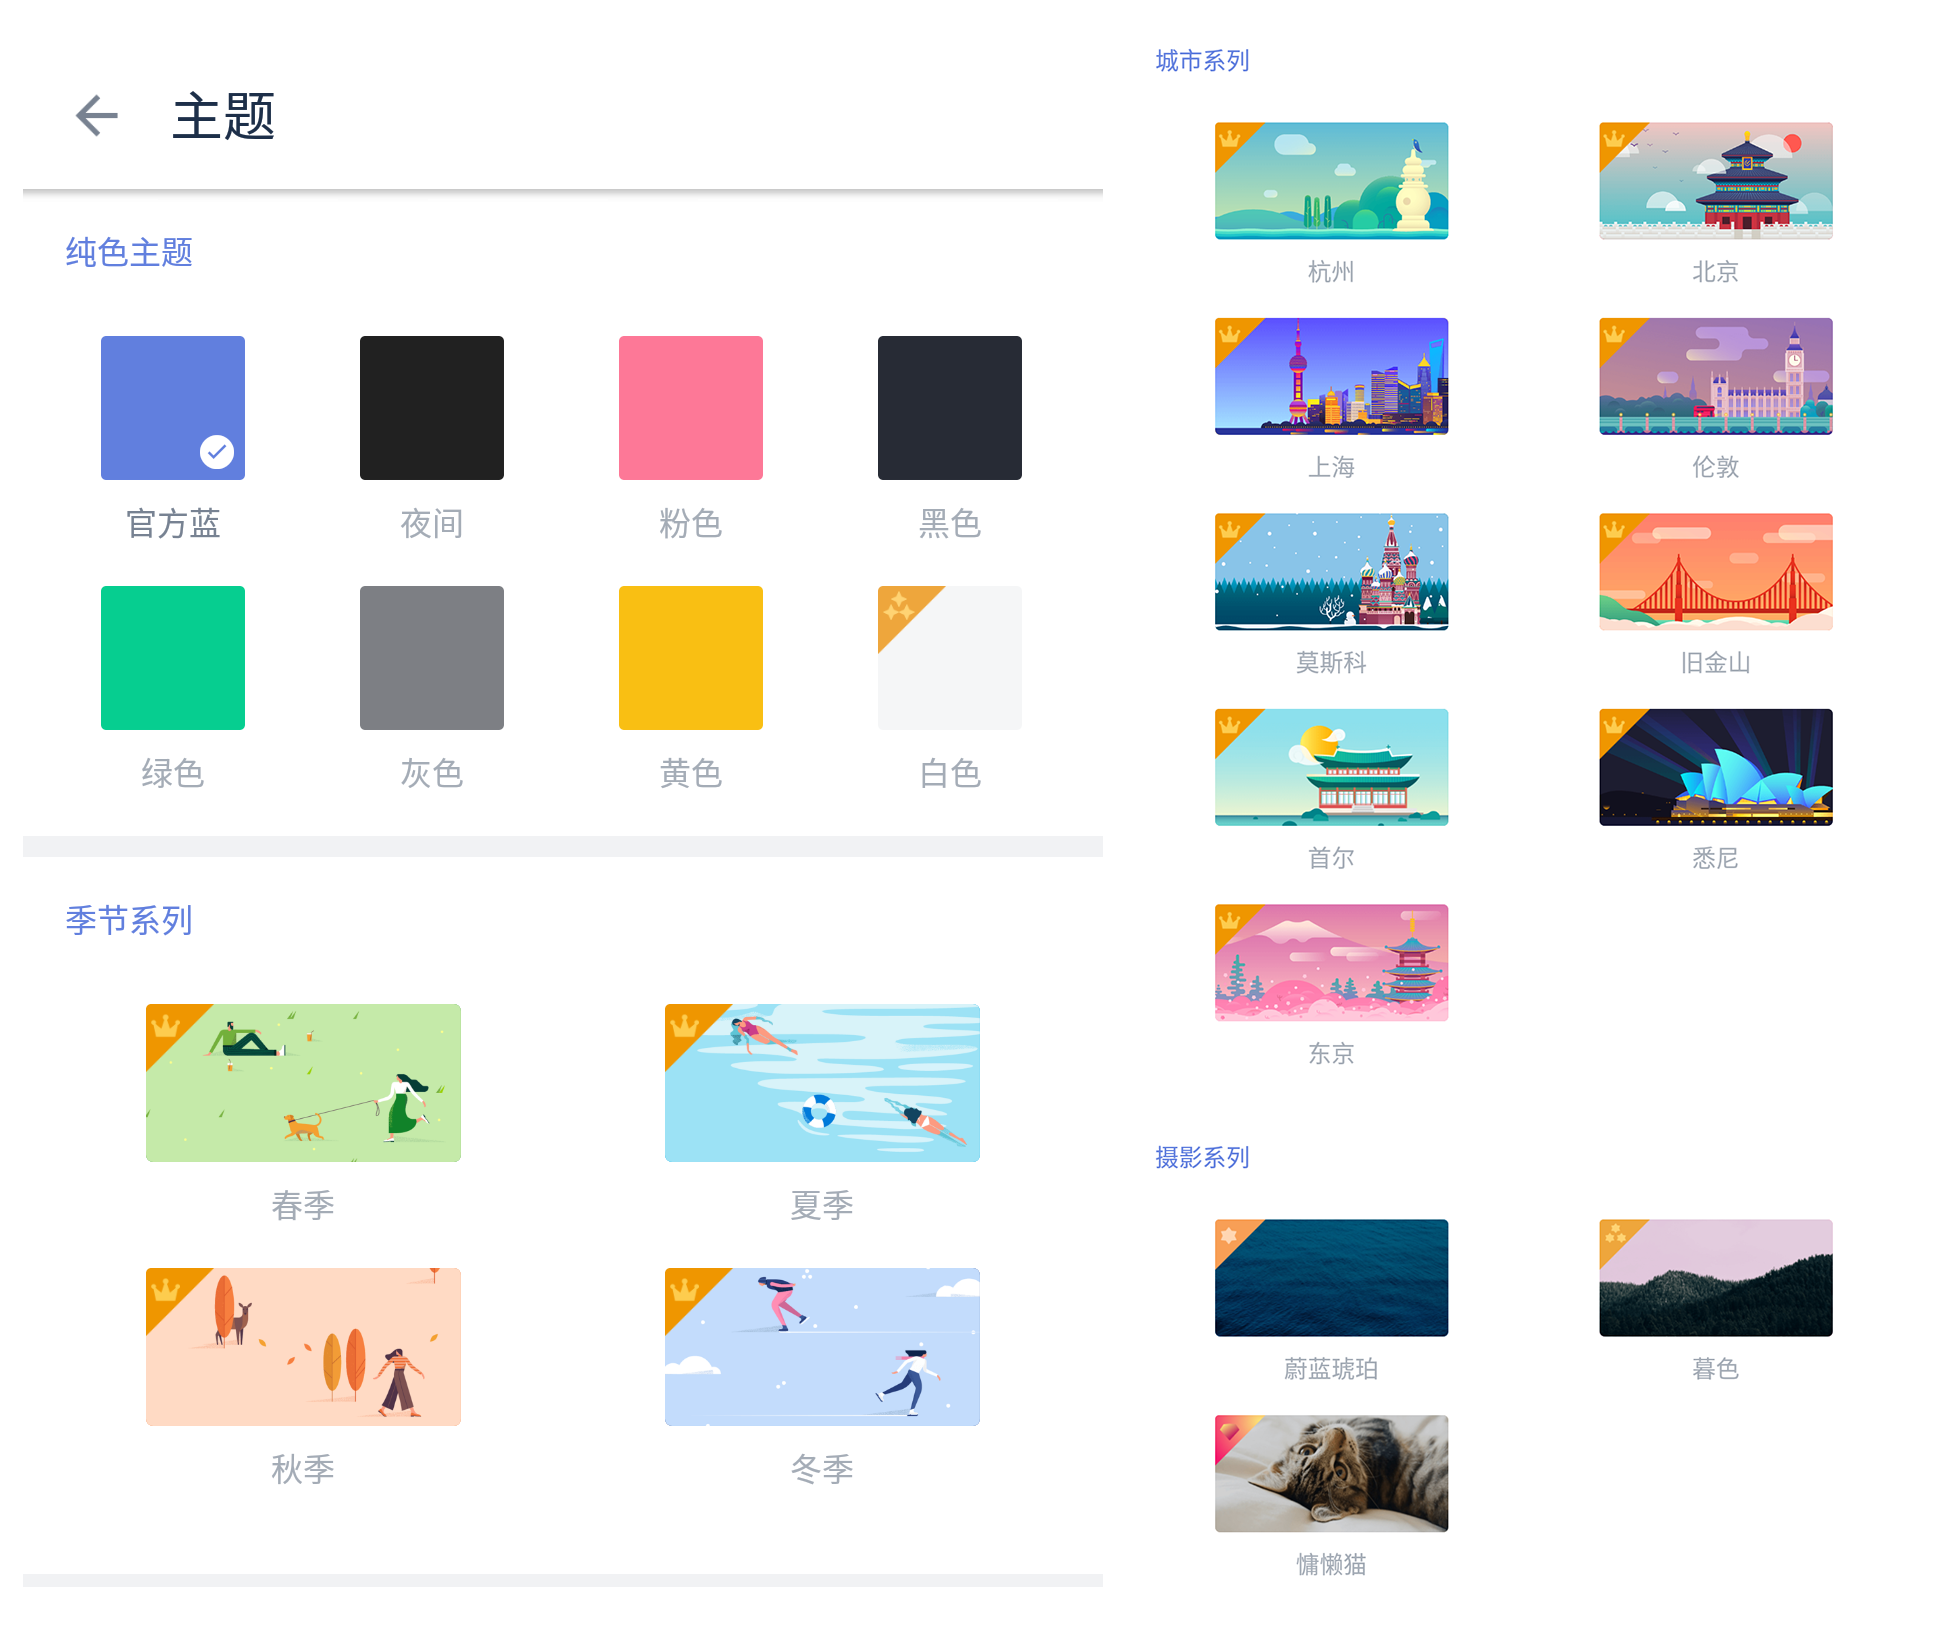 主题
纯色主题
官方蓝
夜间
粉色
黑色
绿色
灰色
黄色
白色
季节系列
春季
夏季
秋季
冬季
城市系列
杭州
北京
上海
伦敦
莫斯科
旧金山
首尔
悉尼
东京
摄影系列
蔚蓝琥珀
暮色
慵懒猫